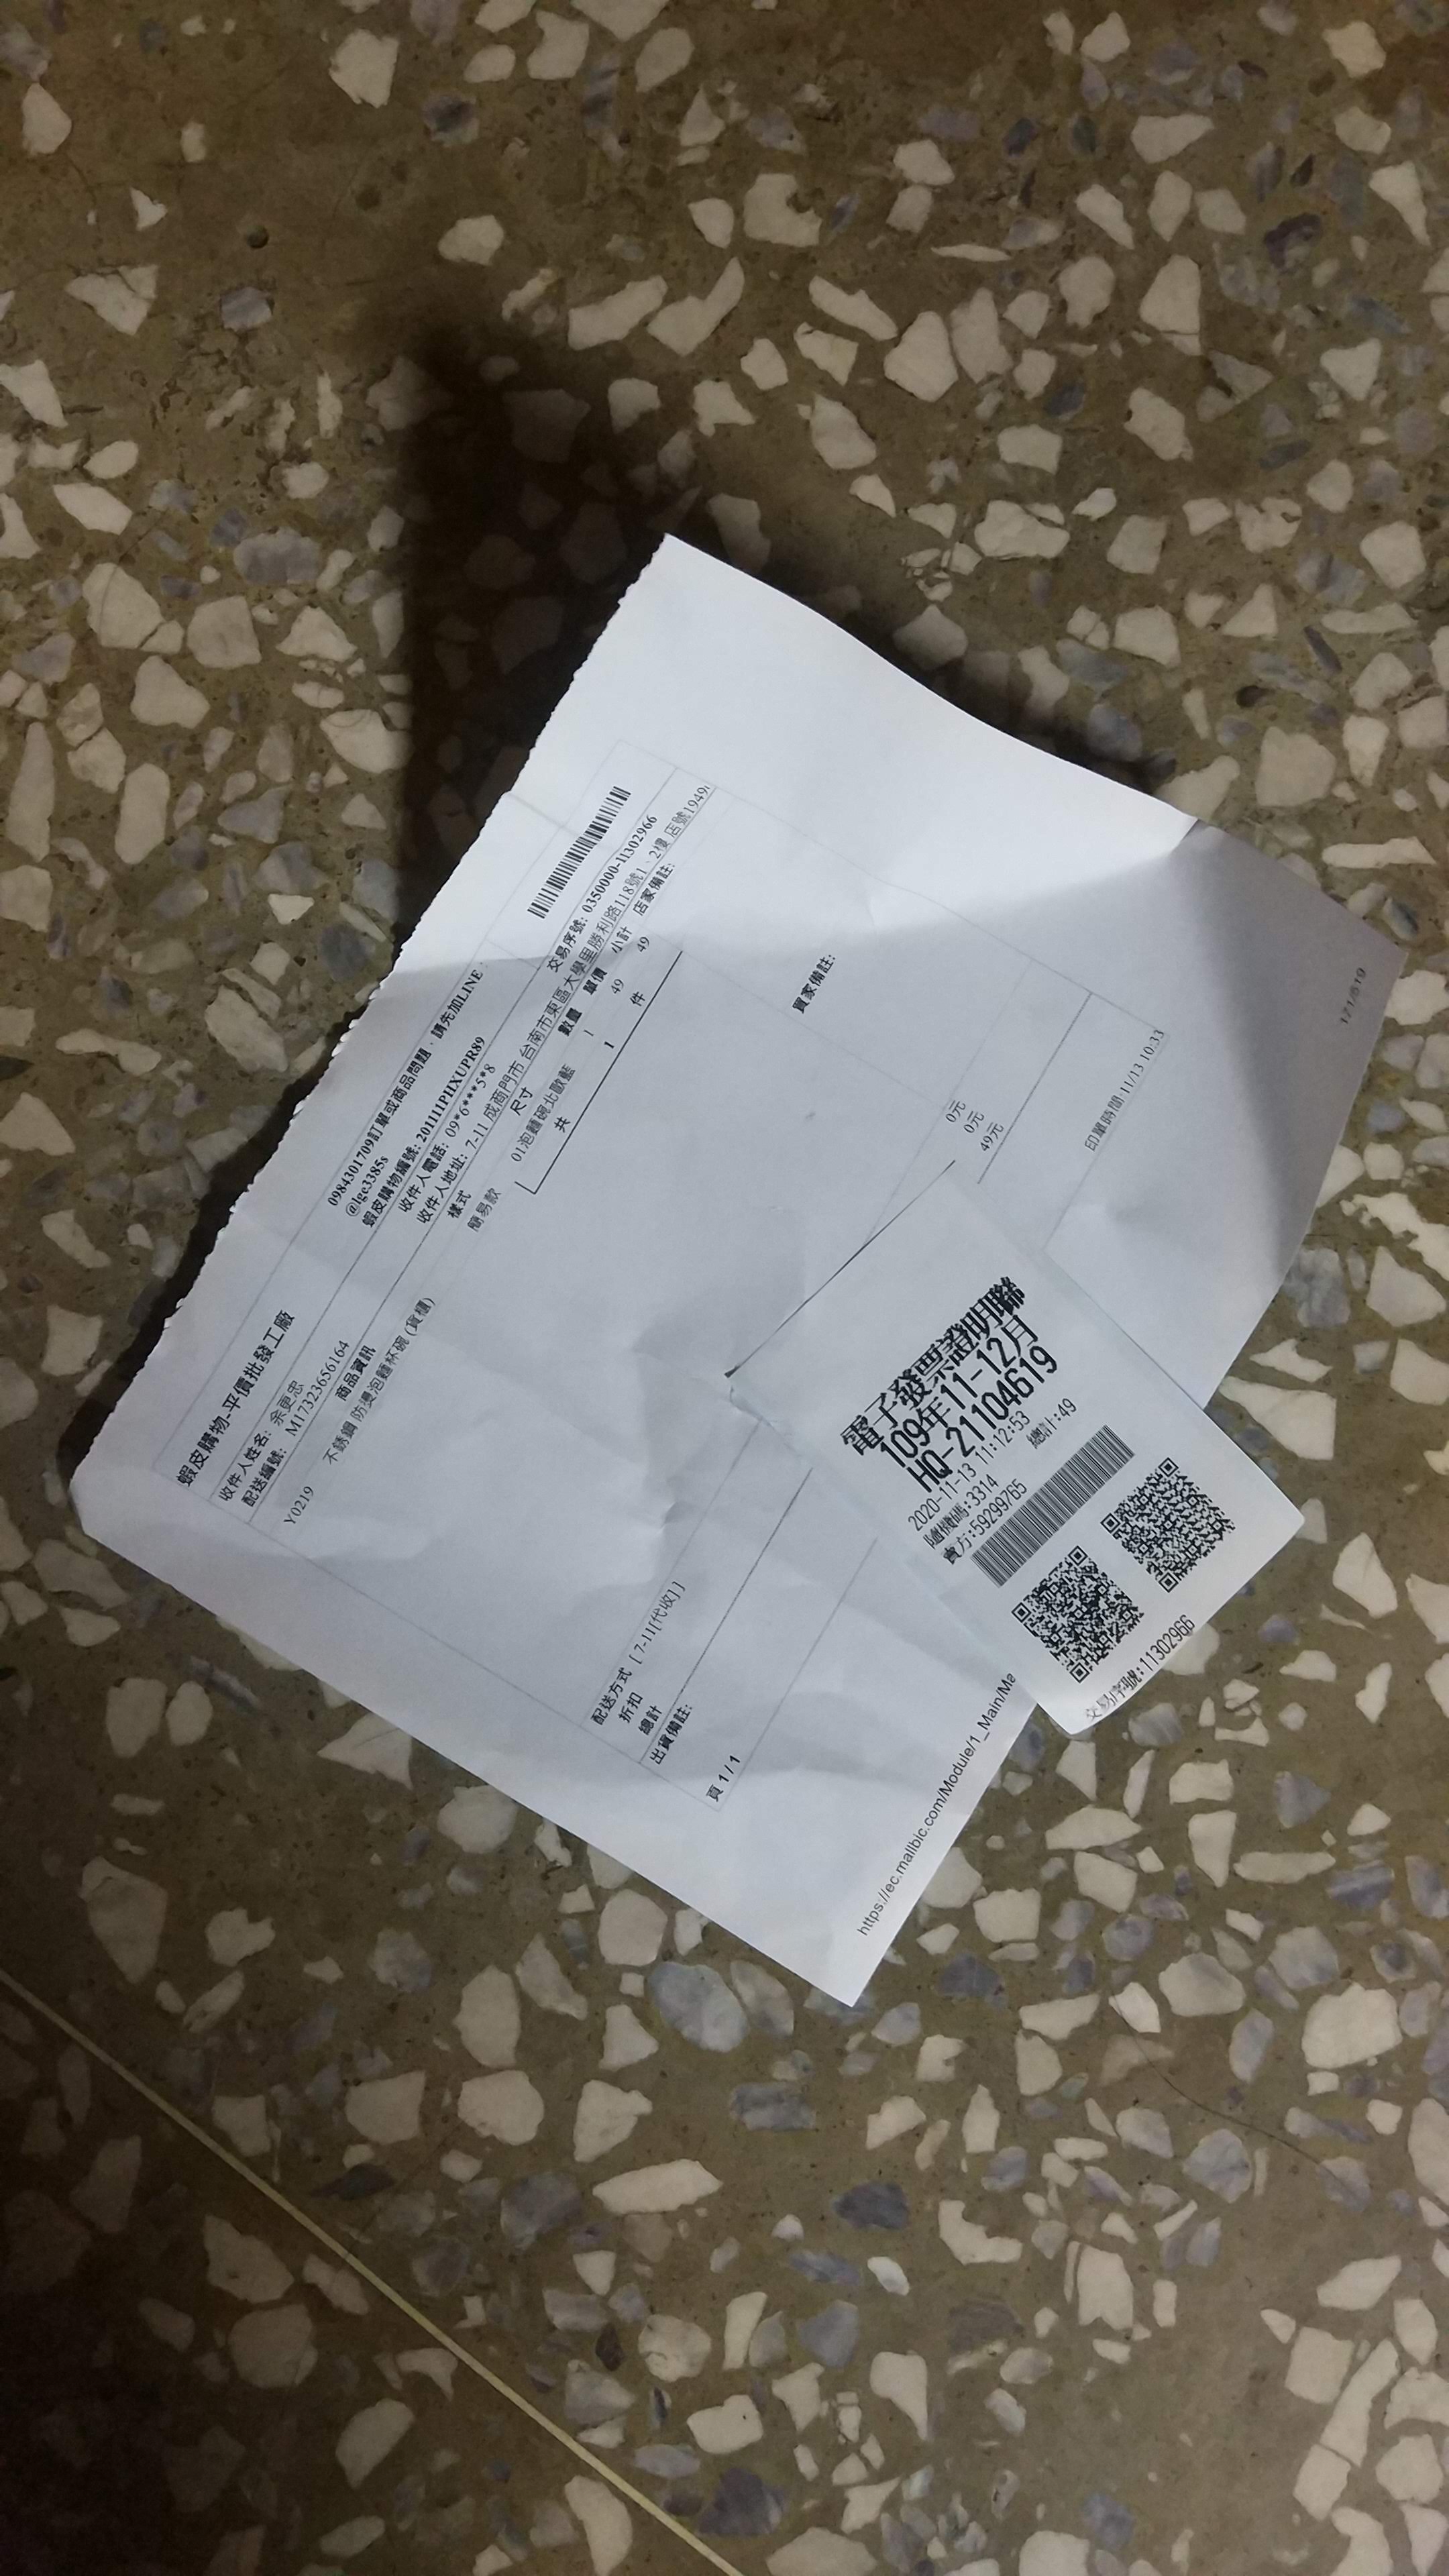 蝦皮購物-平價批發工廠
0984301709訂單或商品問題，請先加LINE：
@lgc3385s
收件人姓名: 余更忠
蝦皮購物編號: 201111PHXUPR89
配送編號: M17323656164
收件人電話: 09*6***5*8
交易序號: 0350000-11302966
收件人地址: 7-11 成商門市 台南市東區大學里勝利路118號1、2樓 店號1949
商品資訊 樣式 尺寸 數量 單價 小計 店家備註:
Y0219 不銹鋼 防燙泡麵杯碗 (貨櫃) 簡易款 01泡麵碗北歐藍 1 49 49
共 1 件
買家備註:
配送方式 [ 7-11[代收] ] 0元
折扣 0元
總計 49元
出貨備註:
頁 1 / 1
印單時間:11/13 10:33
https://ec.mallbic.com/Module/1_Main/Ma
171/519
電子發票證明聯
109年11-12月
HQ-21104619
2020-11-13 11:12:53
隨機碼:3314 總計:49
賣方:59299765
交易序號:11302966